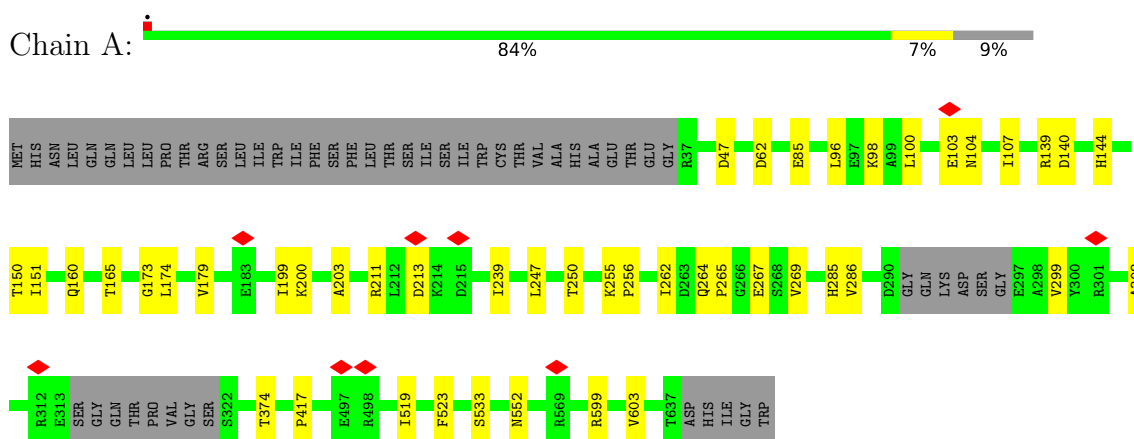 Chain A:
84% 7% 9%
MET HIS ASN LEU GLN GLN LEU LEU PRO THR ARG SER LEU ILE TRP ILE PHE SER PHE LEU THR SER ILE SER ILE TRP CYS THR VAL ALA HIS ALA GLU THR GLU GLY R37 D47 D62 E85 L96 E97 K98 A99 L100 E103 N104 I107 R139 D140 H144
T150 I151 Q160 T165 G173 L174 V179 E183 I199 K200 A203 R211 L212 D213 K214 D215 I239 L247 T250 K255 P256 I262 D263 Q264 P265 G266 E267 S268 V269 H285 V286 D290 GLY GLN LYS ASP SER GLY E297 A298 V299 Y300 R301
R312 E313 SER GLY GLN THR PRO VAL GLY SER S322 T374 P417 E497 R498 I519 F523 S533 N552 R569 R599 V603 T637 ASP HIS ILE GLY TRP